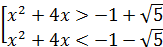 x² + 4x > −1 + √5
x² + 4x < −1 − √5